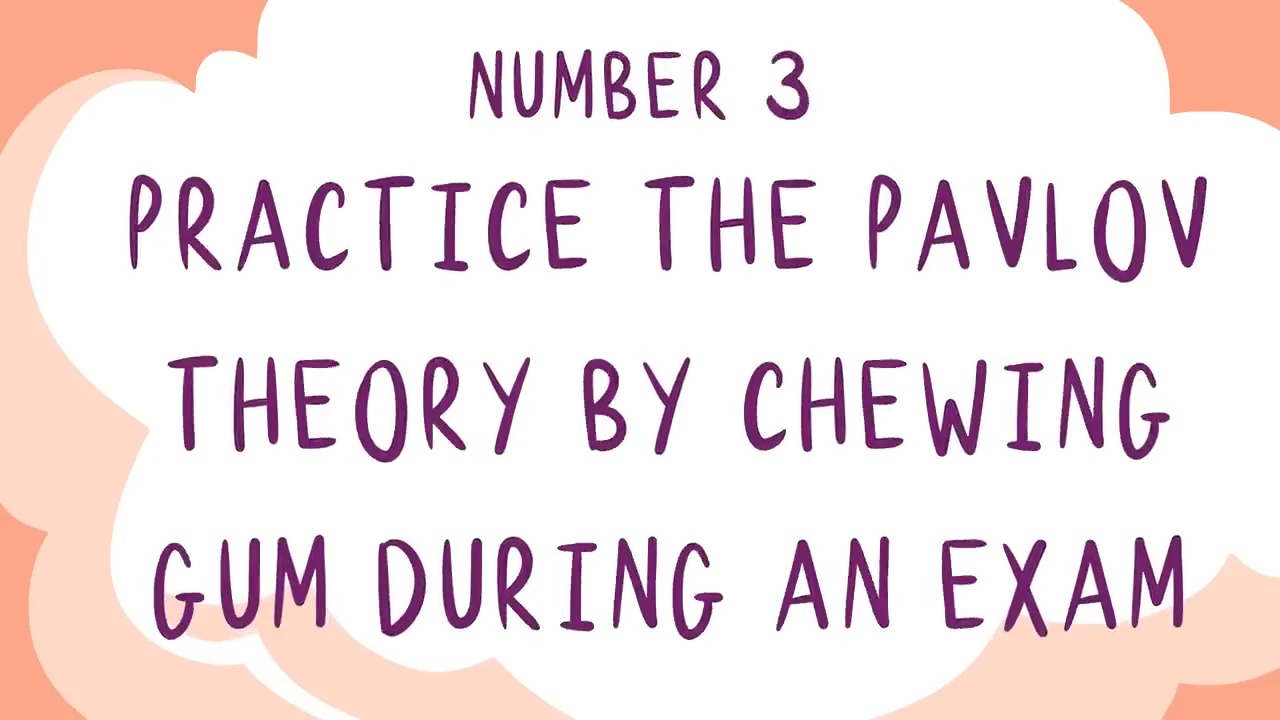 NUMBER 3
PRACTICE THE PAVLOV
THEORY BY CHEWING
GUM DURING AN EXAM